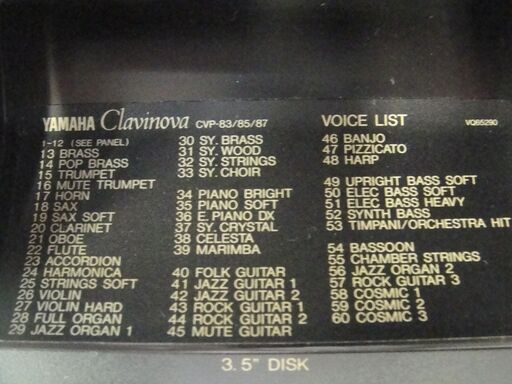 YAMAHA Clavinova CVP-83/85/87 VOICE LIST VQ65290
1-12 (SEE PANEL)
13 BRASS
14 POP BRASS
15 TRUMPET
16 MUTE TRUMPET
17 HORN
18 SAX
19 SAX SOFT
20 CLARINET
21 OBOE
22 FLUTE
23 ACCORDION
24 HARMONICA
25 STRINGS SOFT
26 VIOLIN
27 VIOLIN HARD
28 FULL ORGAN
29 JAZZ ORGAN 1
30 SY. BRASS
31 SY. WOOD
32 SY. STRINGS
33 SY. CHOIR
34 PIANO BRIGHT
35 PIANO SOFT
36 E. PIANO DX
37 SY. CRYSTAL
38 CELESTA
39 MARIMBA
40 FOLK GUITAR
41 JAZZ GUITAR 1
42 JAZZ GUITAR 2
43 ROCK GUITAR 1
44 ROCK GUITAR 2
45 MUTE GUITAR
46 BANJO
47 PIZZICATO
48 HARP
49 UPRIGHT BASS SOFT
50 ELEC BASS SOFT
51 ELEC BASS HEAVY
52 SYNTH BASS
53 TIMPANI/ORCHESTRA HIT
54 BASSOON
55 CHAMBER STRINGS
56 JAZZ ORGAN 2
57 ROCK GUITAR 3
58 COSMIC 1
59 COSMIC 2
60 COSMIC 3
3.5" DISK